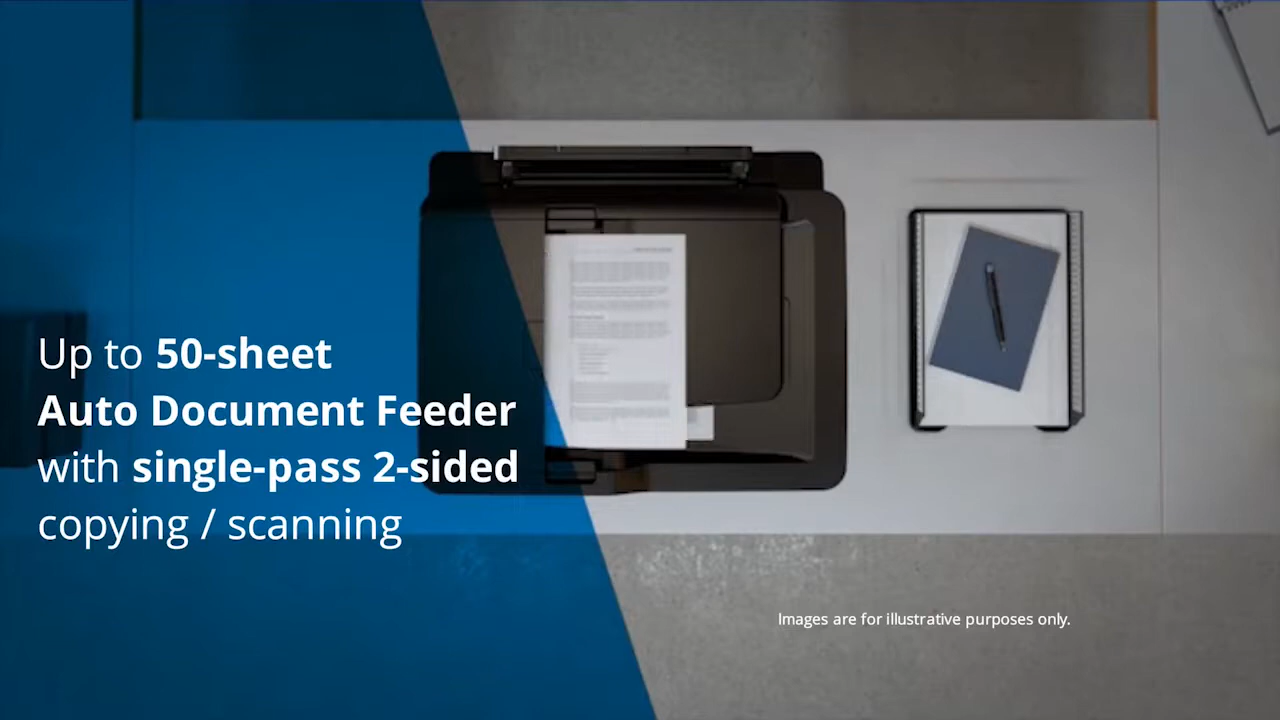 Up to 50-sheet
Auto Document Feeder
with single-pass 2-sided
copying / scanning
Images are for illustrative purposes only.